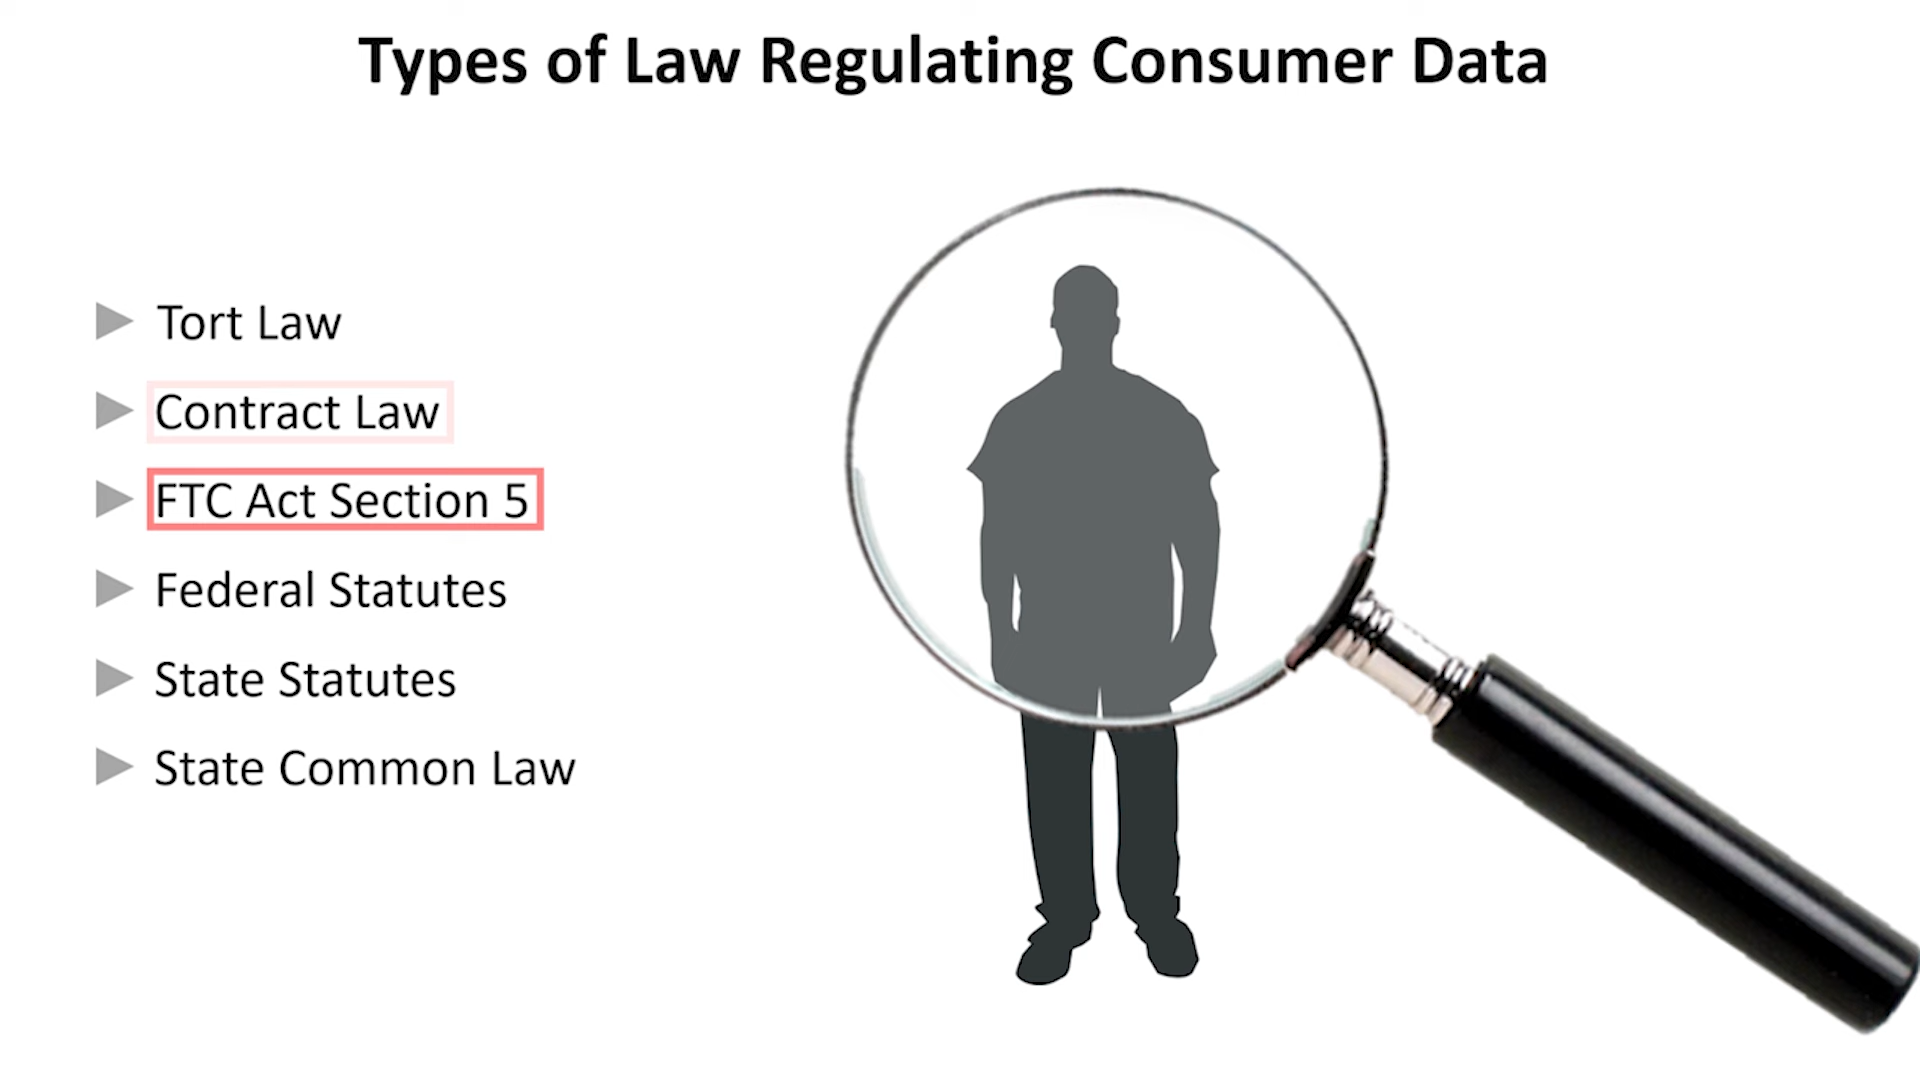 Types of Law Regulating Consumer Data
Tort Law
Contract Law
FTC Act Section 5
Federal Statutes
State Statutes
State Common Law